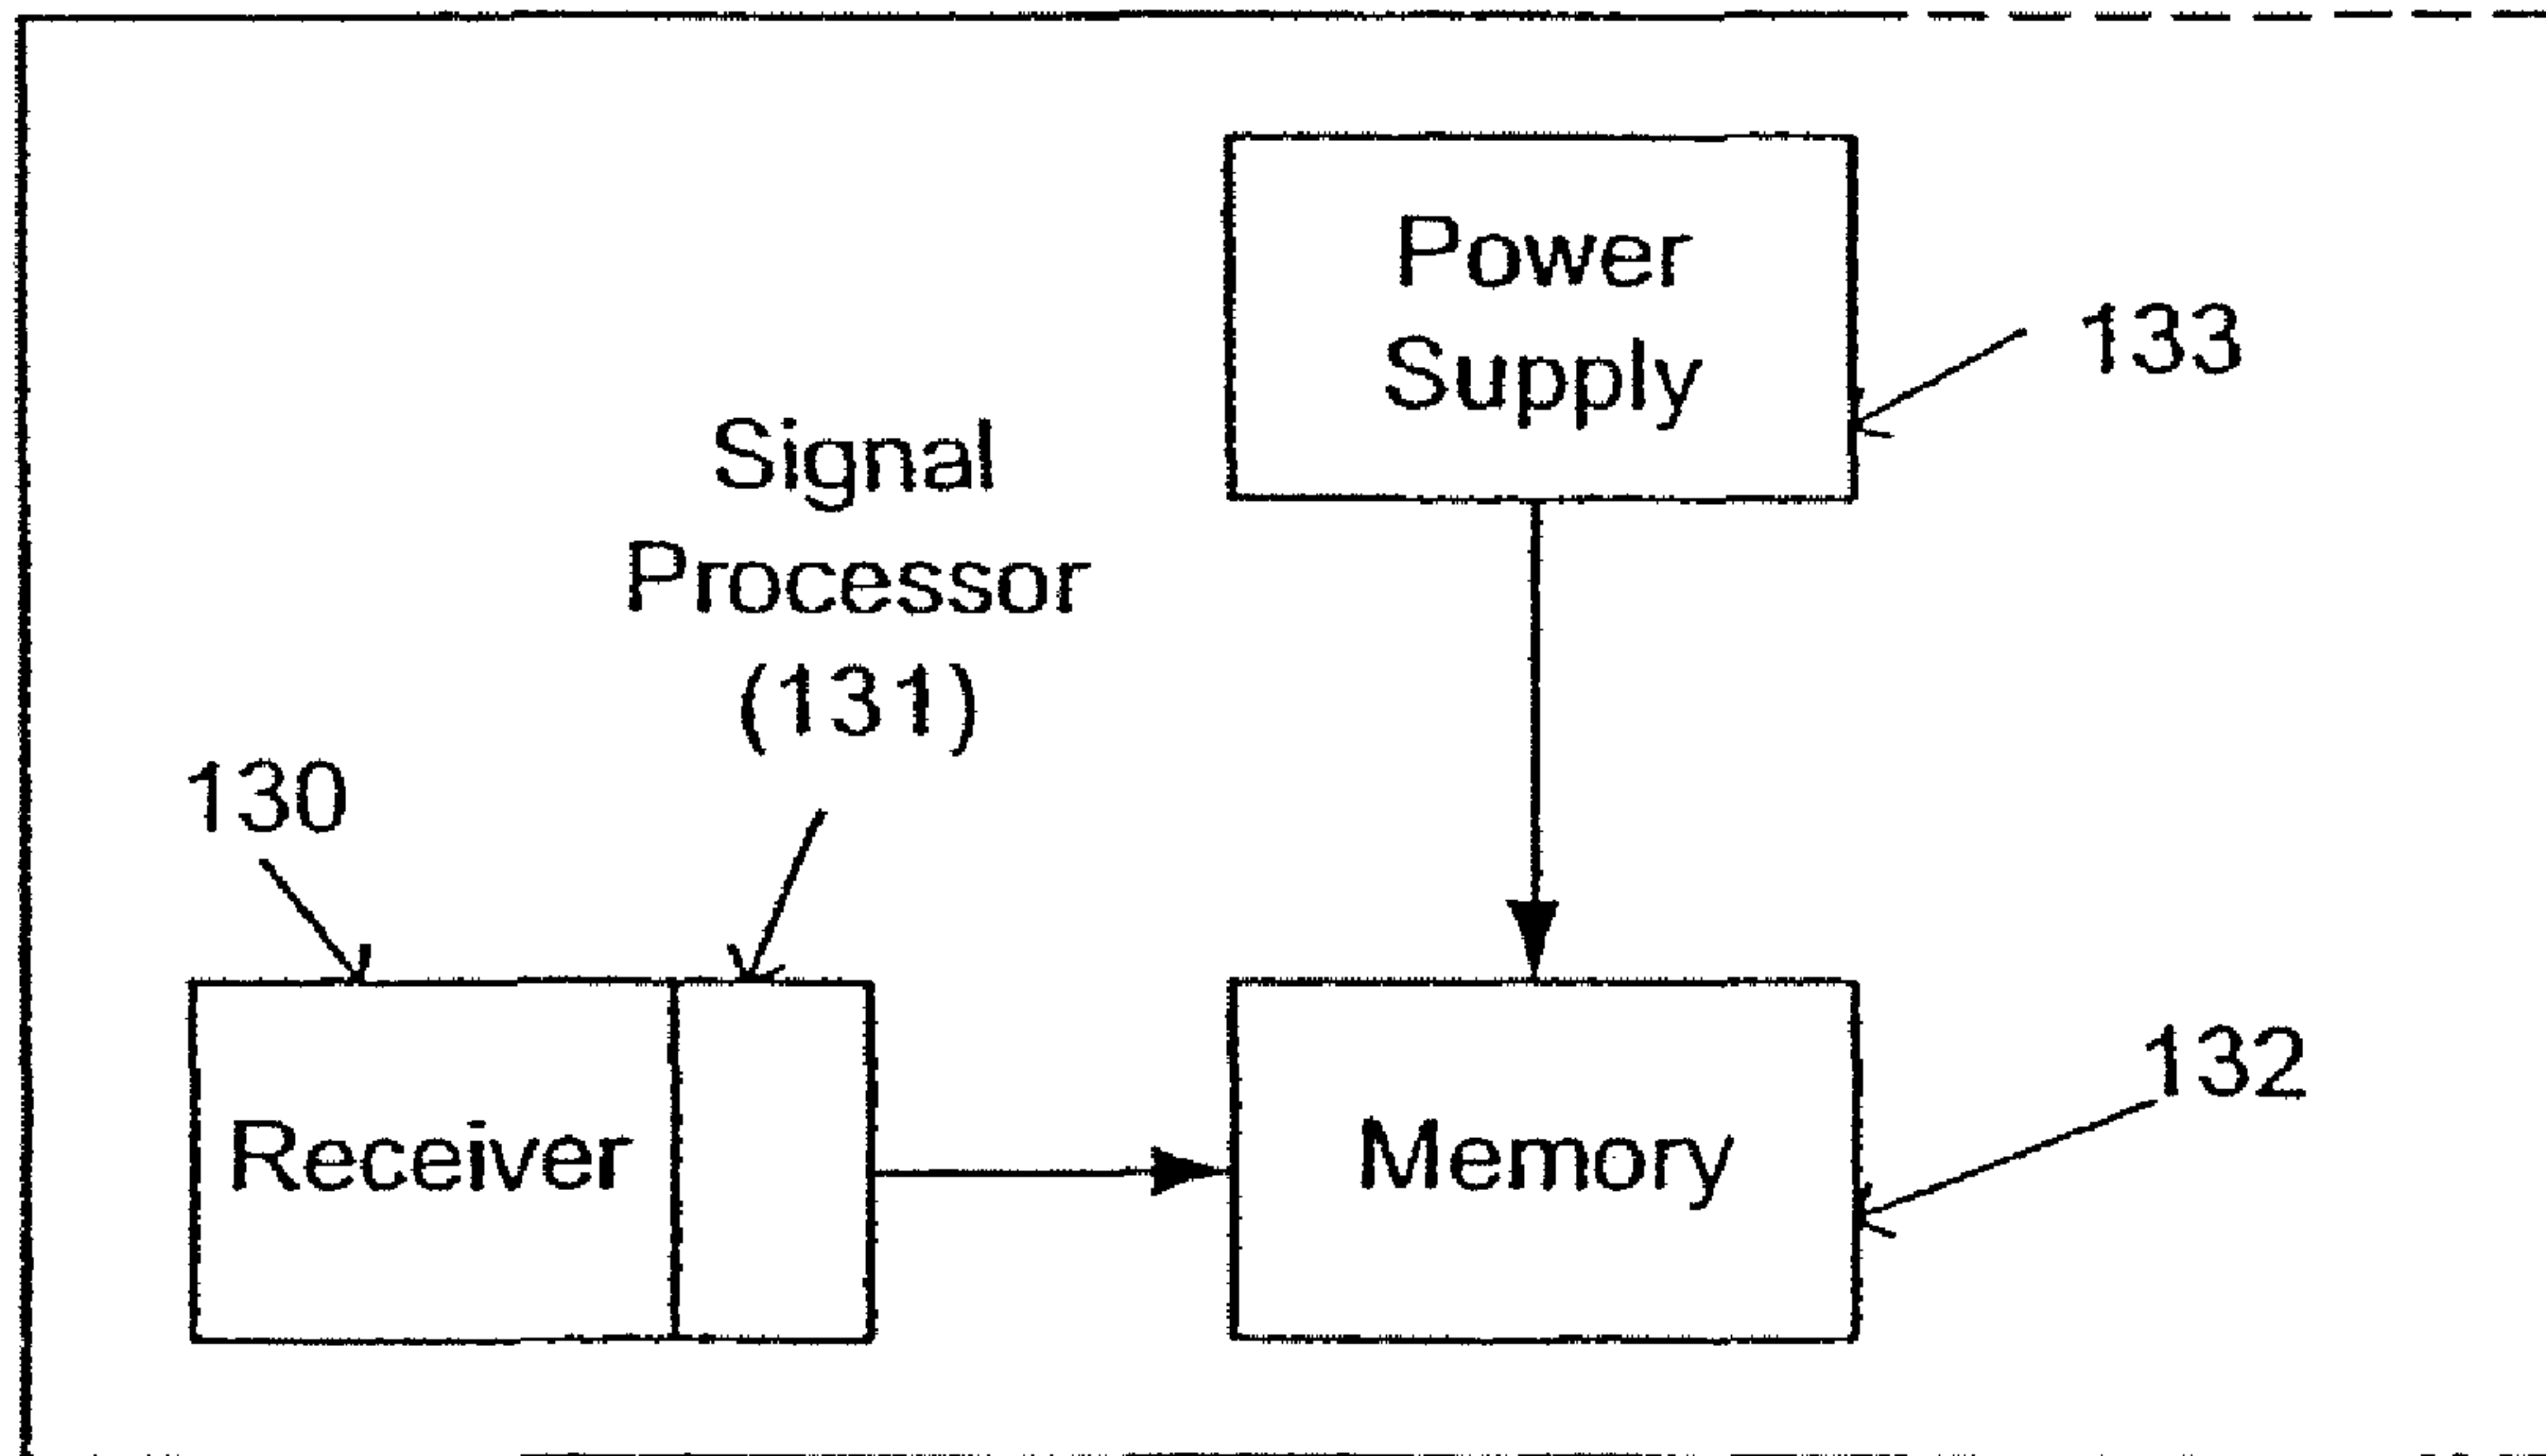 Power
Supply
133
Signal
Processor
(131)
130
Receiver
Memory
132